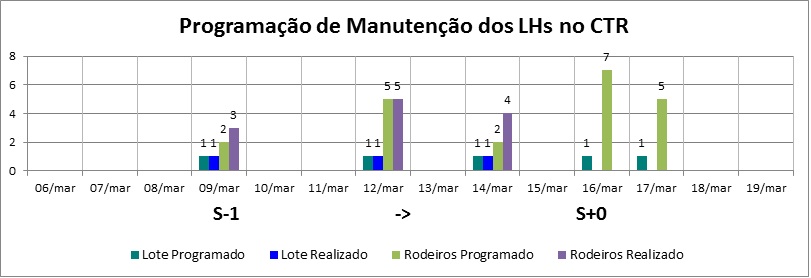 Programação de Manutenção dos LHs no CTR
8
6
4
2
0
1 1 2 3
1 1 5 5
1 1 2 4
1 7
1 5
06/mar 07/mar 08/mar 09/mar 10/mar 11/mar 12/mar 13/mar 14/mar 15/mar 16/mar 17/mar 18/mar 19/mar
S-1 -> S+0
Lote Programado Lote Realizado Rodeiros Programado Rodeiros Realizado